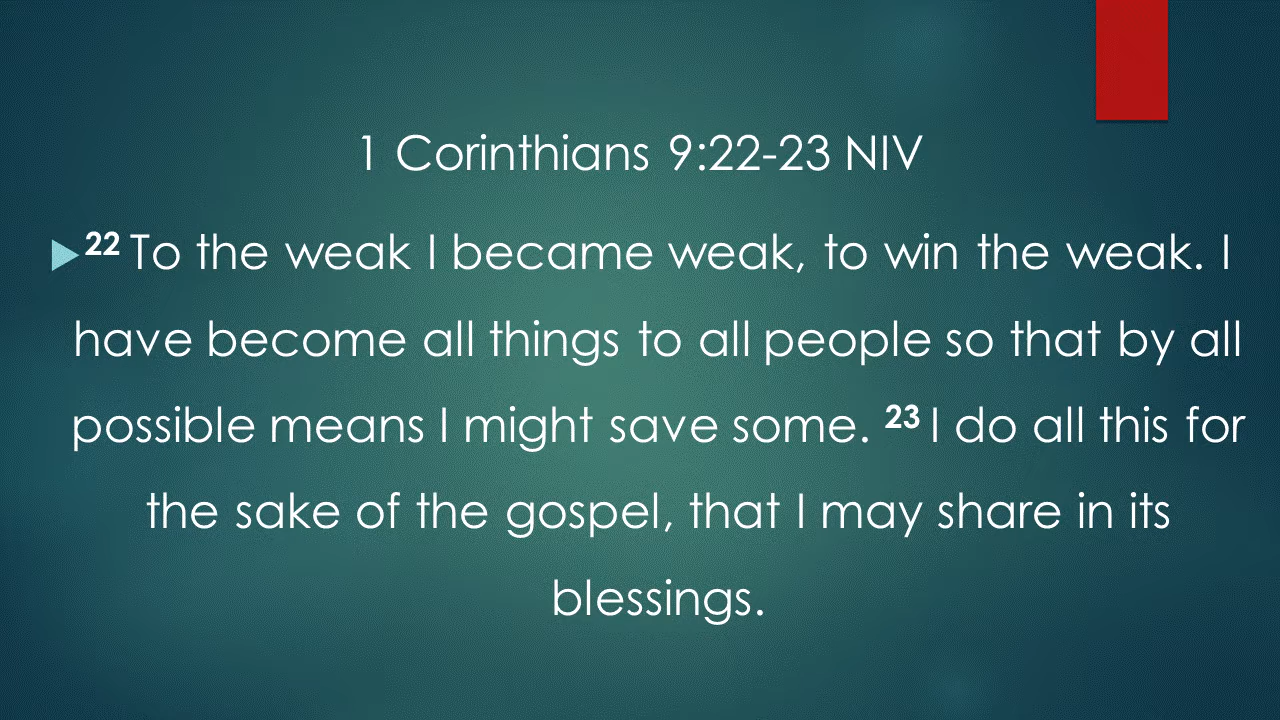 1 Corinthians 9:22-23 NIV
22 To the weak I became weak, to win the weak. I
have become all things to all people so that by all
possible means I might save some. 23 I do all this for
the sake of the gospel, that I may share in its
blessings.